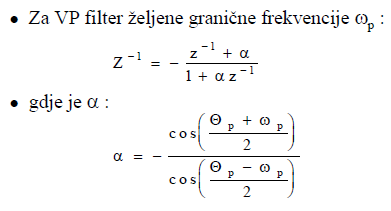 • Za VP filter željene granične frekvencije ωp :
Z^-1 = - (z^-1 + α) / (1 + α z^-1)
• gdje je α :
α = - cos( (Θp + ωp) / 2 ) / cos( (Θp - ωp) / 2 )